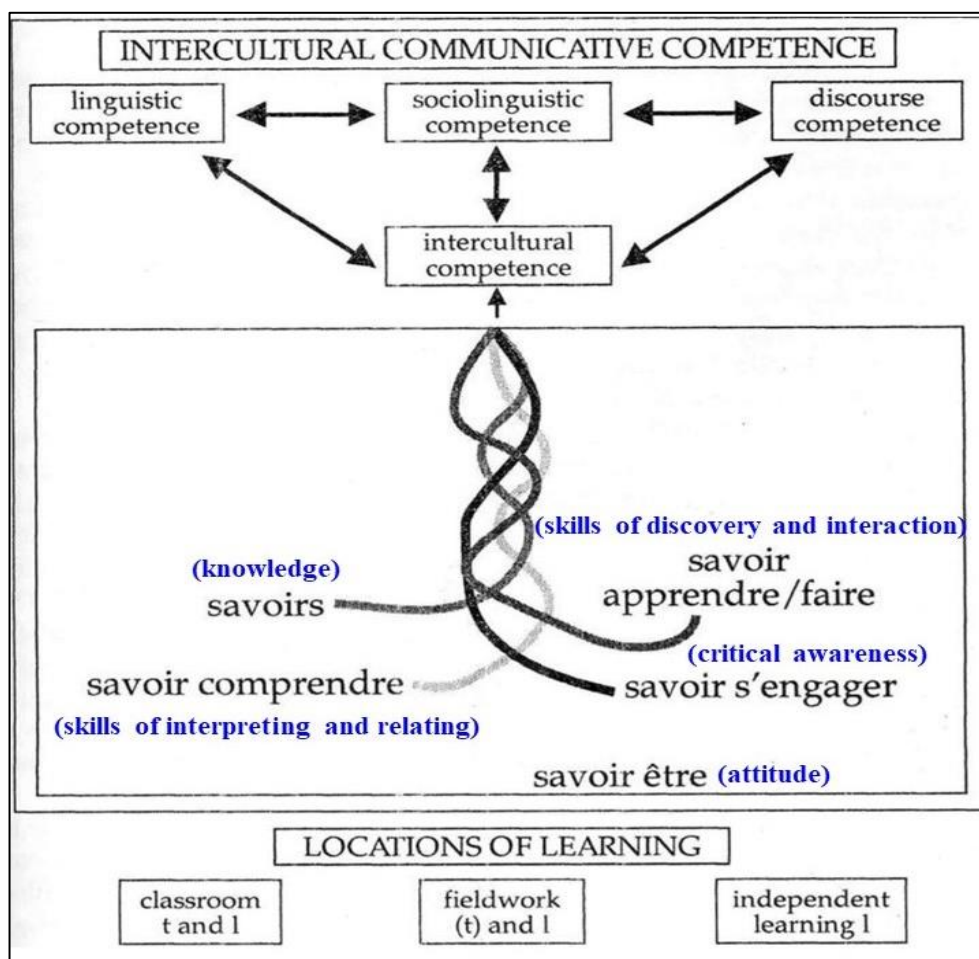 INTERCULTURAL COMMUNICATIVE COMPETENCE
linguistic
competence
sociolinguistic
competence
discourse
competence
intercultural
competence
(skills of discovery and interaction)
savoir
apprendre/faire
(knowledge)
savoirs
(critical awareness)
savoir s'engager
savoir comprendre
(skills of interpreting and relating)
savoir être (attitude)
LOCATIONS OF LEARNING
classroom
t and l
fieldwork
(t) and l
independent
learning l